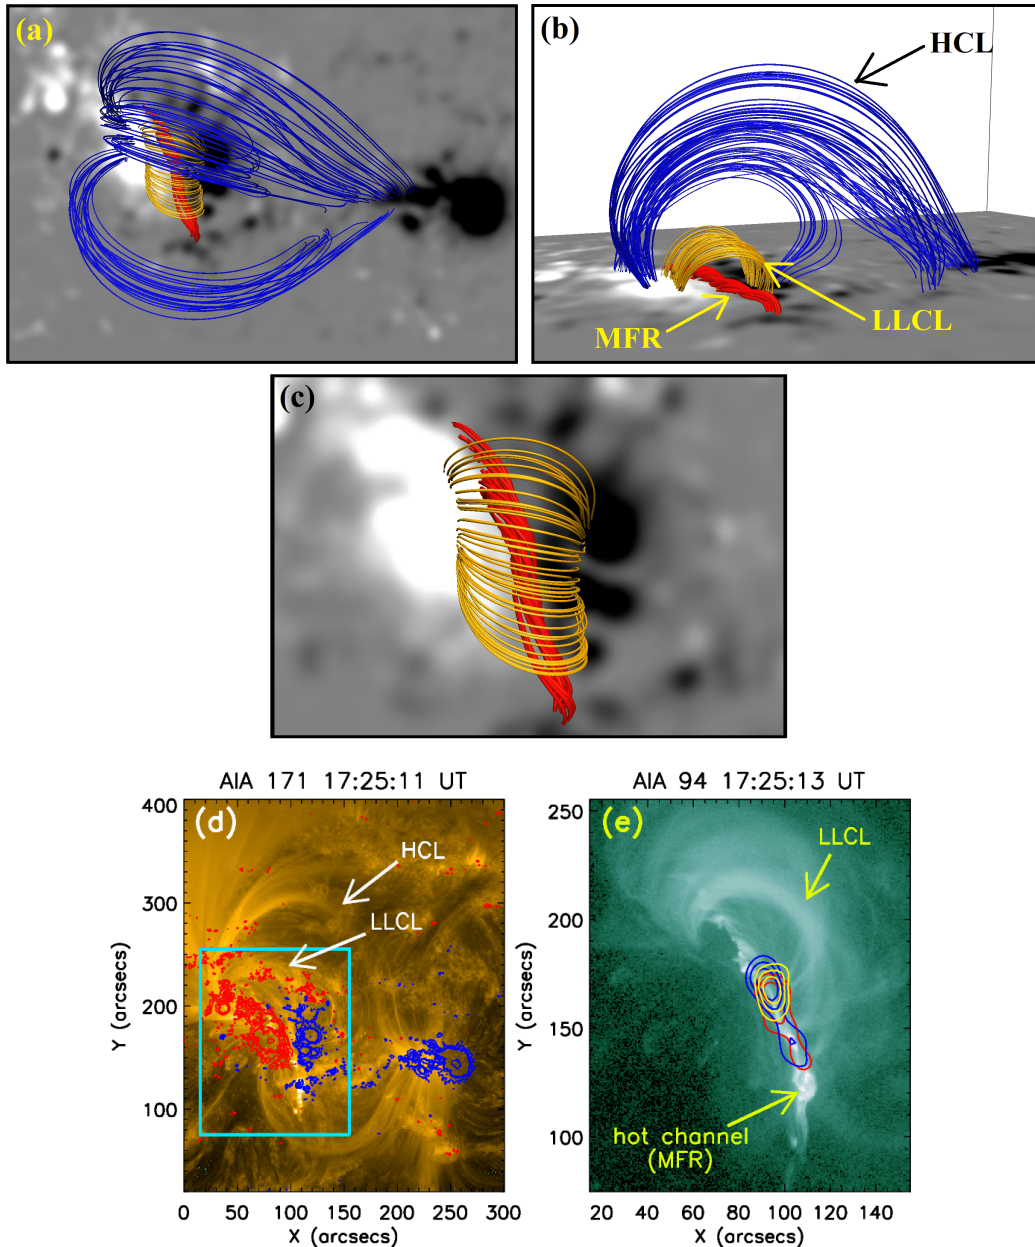 (a)
(b)
HCL
MFR
LLCL
(c)
AIA 171 17:25:11 UT
(d)
HCL
LLCL
400
300
200
100
Y (arcsecs)
0 50 100 150 200 250 300
X (arcsecs)
AIA 94 17:25:13 UT
(e)
LLCL
hot channel
(MFR)
250
200
150
100
Y (arcsecs)
20 40 60 80 100 120 140
X (arcsecs)